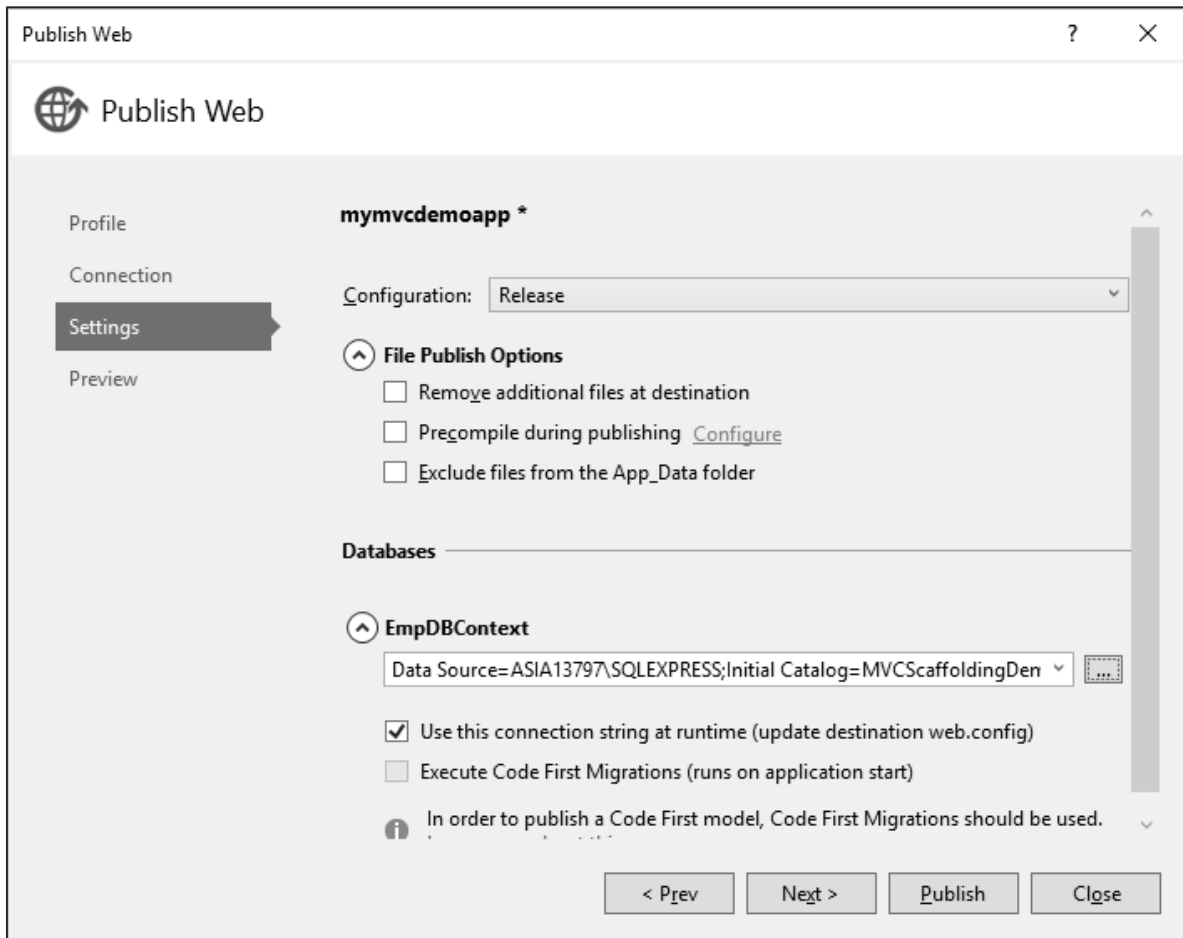 Publish Web
?
Publish Web
Profile
Connection
Settings
Preview
mymvcdemoapp *
Configuration: Release
File Publish Options
Remove additional files at destination
Precompile during publishing Configure
Exclude files from the App_Data folder
Databases
EmpDBContext
Data Source=ASIA13797\SQLEXPRESS;Initial Catalog=MVCScaffoldingDem
...
Use this connection string at runtime (update destination web.config)
Execute Code First Migrations (runs on application start)
In order to publish a Code First model, Code First Migrations should be used.
< Prev Next > Publish Close